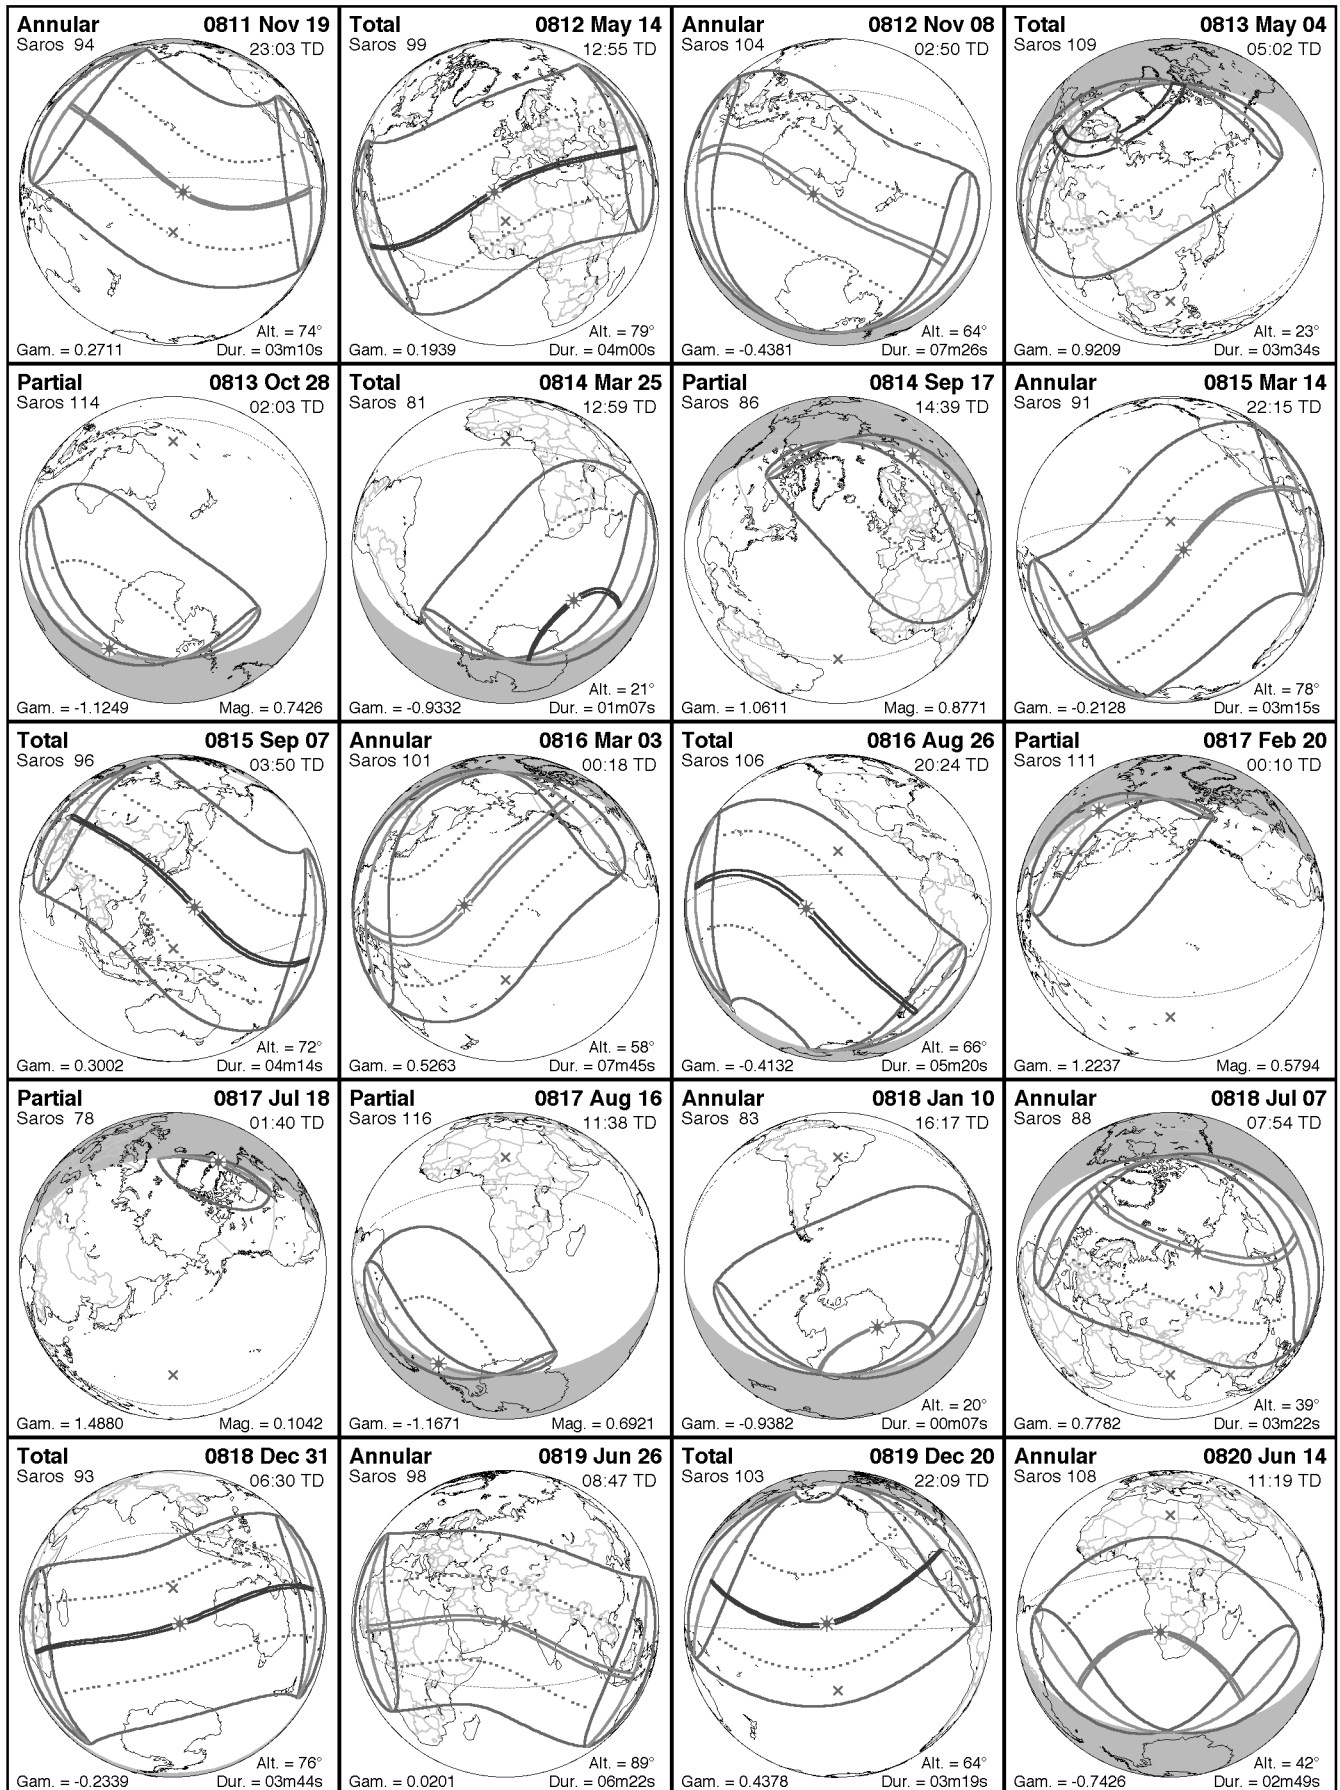 Annular 0811 Nov 19
Saros 94 23:03 TD
Alt. = 74°
Gam. = 0.2711 Dur. = 03m10s
Total 0812 May 14
Saros 99 12:55 TD
Alt. = 79°
Gam. = 0.1939 Dur. = 04m00s
Annular 0812 Nov 08
Saros 104 02:50 TD
Alt. = 64°
Gam. = -0.4381 Dur. = 07m26s
Total 0813 May 04
Saros 109 05:02 TD
Alt. = 23°
Gam. = 0.9209 Dur. = 03m34s
Partial 0813 Oct 28
Saros 114 02:03 TD
Gam. = -1.1249 Mag. = 0.7426
Total 0814 Mar 25
Saros 81 12:59 TD
Alt. = 21°
Gam. = -0.9332 Dur. = 01m07s
Partial 0814 Sep 17
Saros 86 14:39 TD
Gam. = 1.0611 Mag. = 0.8771
Annular 0815 Mar 14
Saros 91 22:15 TD
Alt. = 78°
Gam. = -0.2128 Dur. = 03m15s
Total 0815 Sep 07
Saros 96 03:50 TD
Alt. = 72°
Gam. = 0.3002 Dur. = 04m14s
Annular 0816 Mar 03
Saros 101 00:18 TD
Alt. = 58°
Gam. = 0.5263 Dur. = 07m45s
Total 0816 Aug 26
Saros 106 20:24 TD
Alt. = 66°
Gam. = -0.4132 Dur. = 05m20s
Partial 0817 Feb 20
Saros 111 00:10 TD
Gam. = 1.2237 Mag. = 0.5794
Partial 0817 Jul 18
Saros 78 01:40 TD
Gam. = 1.4880 Mag. = 0.1042
Partial 0817 Aug 16
Saros 116 11:38 TD
Gam. = -1.1671 Mag. = 0.6921
Annular 0818 Jan 10
Saros 83 16:17 TD
Alt. = 20°
Gam. = -0.9382 Dur. = 00m07s
Annular 0818 Jul 07
Saros 88 07:54 TD
Alt. = 39°
Gam. = 0.7782 Dur. = 03m22s
Total 0818 Dec 31
Saros 93 06:30 TD
Alt. = 76°
Gam. = -0.2339 Dur. = 03m44s
Annular 0819 Jun 26
Saros 98 08:47 TD
Alt. = 89°
Gam. = 0.0201 Dur. = 06m22s
Total 0819 Dec 20
Saros 103 22:09 TD
Alt. = 64°
Gam. = 0.4378 Dur. = 03m19s
Annular 0820 Jun 14
Saros 108 11:19 TD
Alt. = 42°
Gam. = -0.7426 Dur. = 02m49s